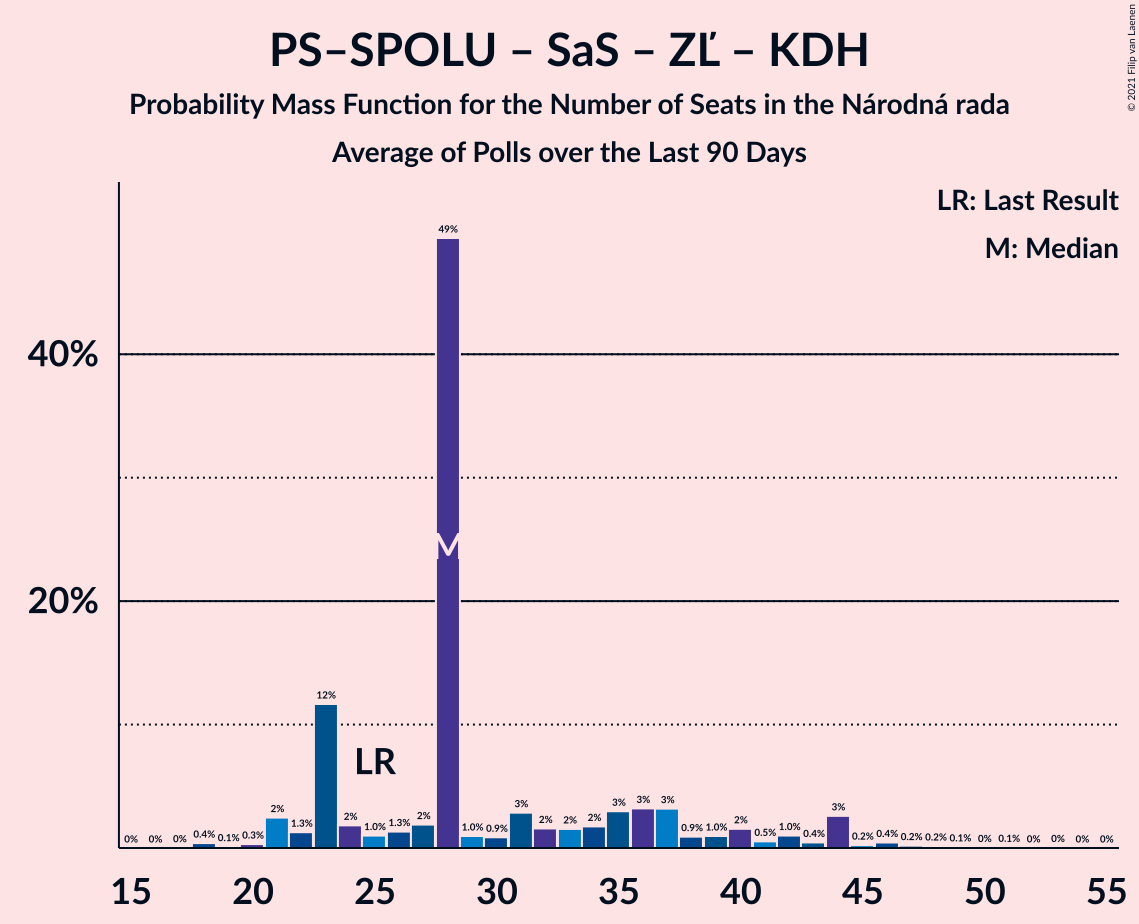 PS–SPOLU – SaS – ZĽ – KDH
Probability Mass Function for the Number of Seats in the Národná rada
Average of Polls over the Last 90 Days
© 2021 Filip van Laenen
LR: Last Result
M: Median
49%
40%
M
20%
12%
LR
0% 0% 0% 0.4% 0.1% 0.3% 2% 1.3% 2% 1.0% 1.3% 2% 1.0% 0.9% 3% 2% 2% 2% 3% 3% 3% 0.9% 1.0% 2% 0.5% 1.0% 0.4% 3% 0.2% 0.4% 0.2% 0.2% 0.1% 0% 0.1% 0% 0% 0% 0%
15 20 25 30 35 40 45 50 55